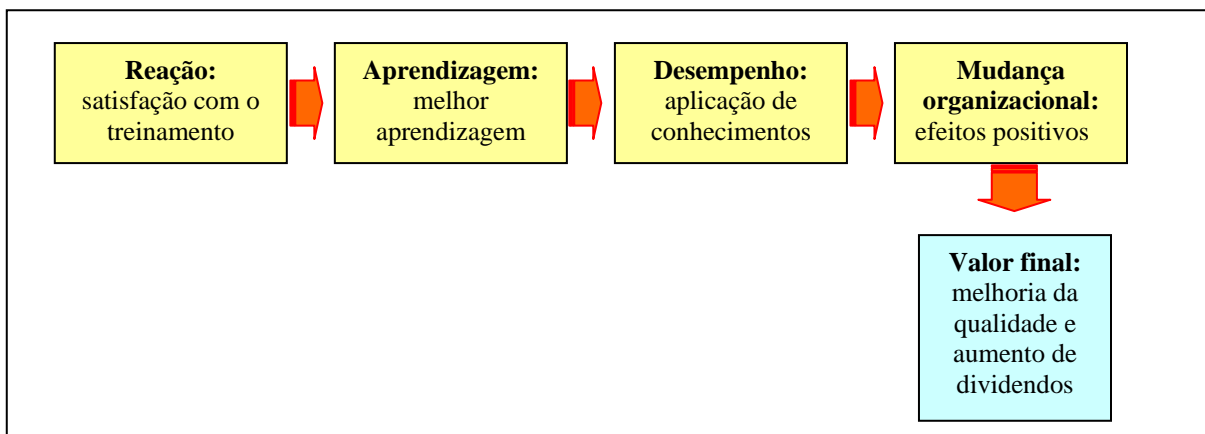 Reação:
satisfação com o
treinamento
Aprendizagem:
melhor
aprendizagem
Desempenho:
aplicação de
conhecimentos
Mudança
organizacional:
efeitos positivos
Valor final:
melhoria da
qualidade e
aumento de
dividendos